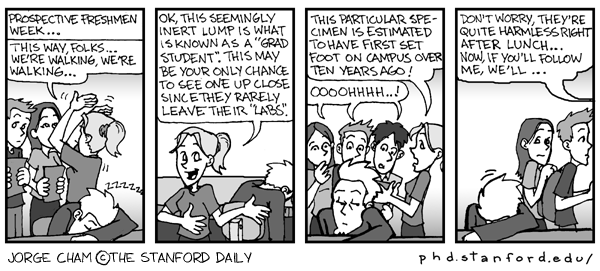 PROSPECTIVE FRESHMEN
WEEK....
THIS WAY, FOLKS...
WE'RE WALKING, WE'RE
WALKING...
ZZZZZZ...
OK, THIS SEEMINGLY
INERT LUMP IS WHAT
IS KNOWN AS A "GRAD
STUDENT". THIS MAY
BE YOUR ONLY CHANCE
TO SEE ONE UP CLOSE
SINCE THEY RARELY
LEAVE THEIR "LABS".
THIS PARTICULAR SPE-
CIMEN IS ESTIMATED
TO HAVE FIRST SET
FOOT ON CAMPUS OVER
TEN YEARS AGO!
OOOOHHHH...!
DON'T WORRY, THEY'RE
QUITE HARMLESS RIGHT
AFTER LUNCH...
NOW, IF YOU'LL FOLLOW
ME, WE'LL ...
JORGE CHAM ©THE STANFORD DAILY
phd.stanford.edu/